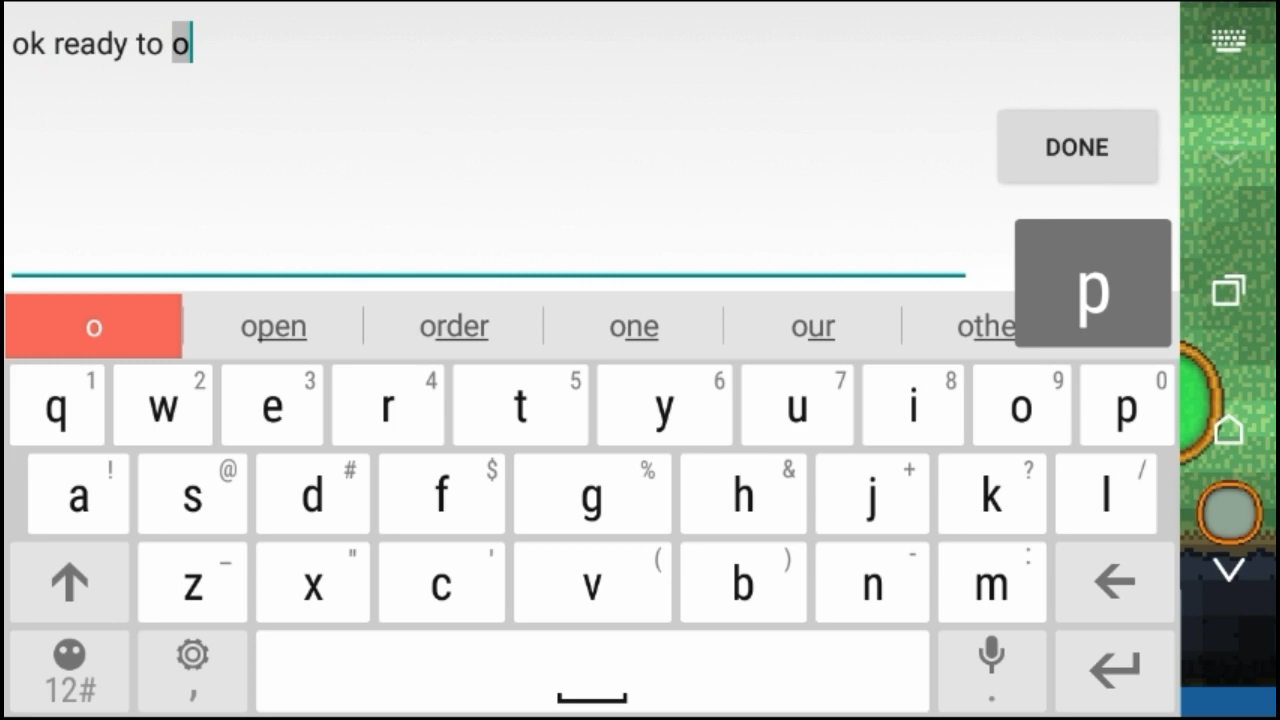 ok ready to o
DONE
p
o open order one our othe
1 2 3 4 5 6 7 8 9 0
q w e r t y u i o p
! @ # $ % & + ? /
a s d f g h j k l
_ " ' ( ) - :
z x c v b n m
12# , .